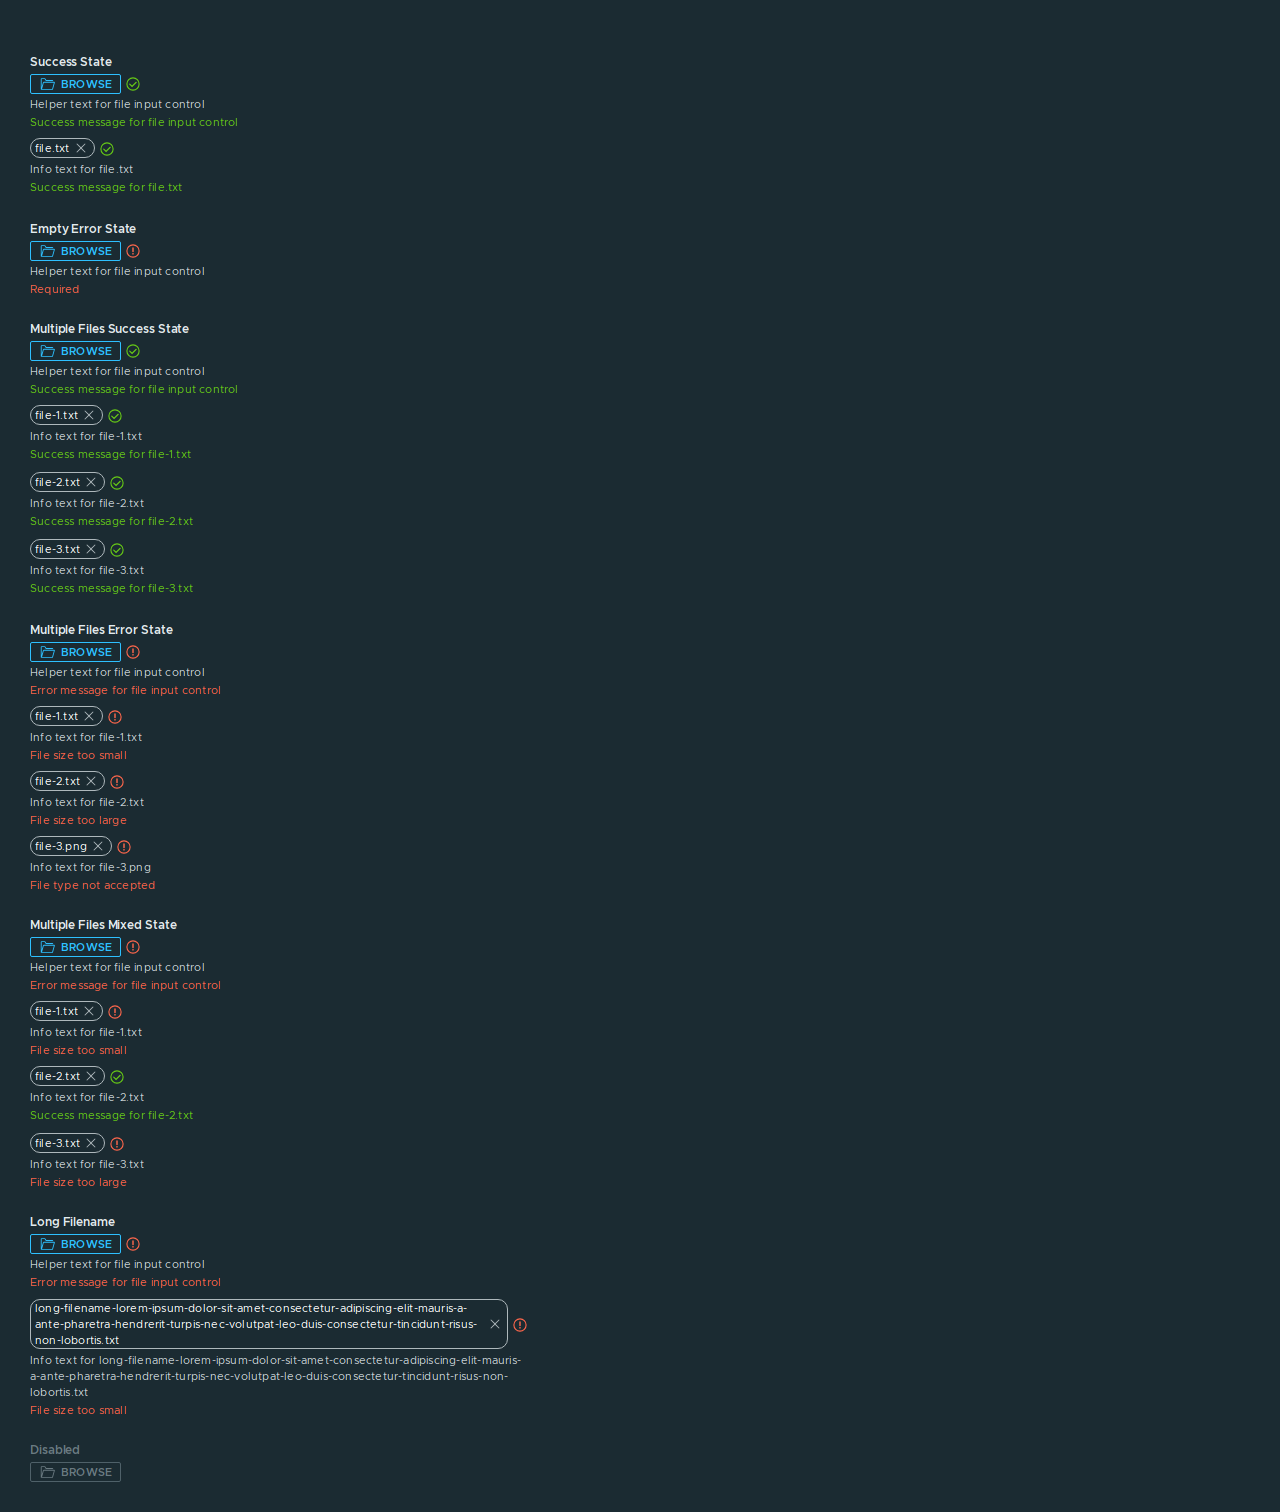 Success State
BROWSE
Helper text for file input control
Success message for file input control
file.txt
Info text for file.txt
Success message for file.txt
Empty Error State
BROWSE
Helper text for file input control
Required
Multiple Files Success State
BROWSE
Helper text for file input control
Success message for file input control
file-1.txt
Info text for file-1.txt
Success message for file-1.txt
file-2.txt
Info text for file-2.txt
Success message for file-2.txt
file-3.txt
Info text for file-3.txt
Success message for file-3.txt
Multiple Files Error State
BROWSE
Helper text for file input control
Error message for file input control
file-1.txt
Info text for file-1.txt
File size too small
file-2.txt
Info text for file-2.txt
File size too large
file-3.png
Info text for file-3.png
File type not accepted
Multiple Files Mixed State
BROWSE
Helper text for file input control
Error message for file input control
file-1.txt
Info text for file-1.txt
File size too small
file-2.txt
Info text for file-2.txt
Success message for file-2.txt
file-3.txt
Info text for file-3.txt
File size too large
Long Filename
BROWSE
Helper text for file input control
Error message for file input control
long-filename-lorem-ipsum-dolor-sit-amet-consectetur-adipiscing-elit-mauris-a-
ante-pharetra-hendrerit-turpis-nec-volutpat-leo-duis-consectetur-tincidunt-risus-
non-lobortis.txt
Info text for long-filename-lorem-ipsum-dolor-sit-amet-consectetur-adipiscing-elit-mauris-
a-ante-pharetra-hendrerit-turpis-nec-volutpat-leo-duis-consectetur-tincidunt-risus-non-
lobortis.txt
File size too small
Disabled
BROWSE